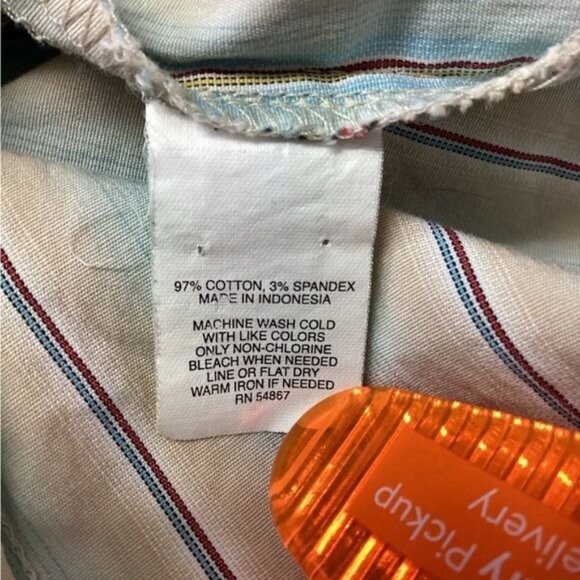 97% COTTON, 3% SPANDEX
MADE IN INDONESIA
MACHINE WASH COLD
WITH LIKE COLORS
ONLY NON-CHLORINE
BLEACH WHEN NEEDED
LINE OR FLAT DRY
WARM IRON IF NEEDED
RN 54867
Pickup